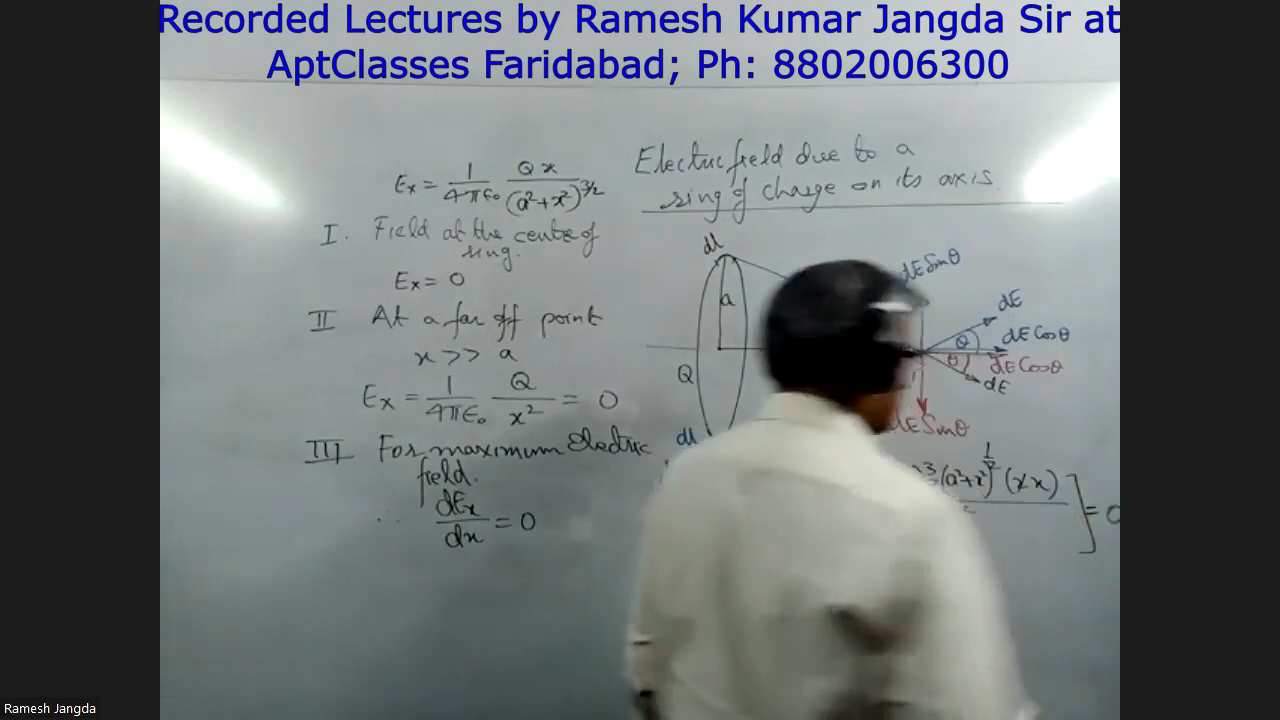 Recorded Lectures by Ramesh Kumar Jangda Sir at
AptClasses Faridabad; Ph: 8802006300
Ex = 1/4πε₀ Qx/(a²+x²)^3/2
I. Field at the centre of
ring.
Ex = 0
II At a far off point
x >> a
Ex = 1/4πε₀ Q/x² = 0
III For maximum Electric
field.
∴ dEx/dx = 0
Electric field due to a
ring of charge on its axis.
dl
a
Q
dl
dE Sinθ
dE
θ
dE Cosθ
θ
dE Cosθ
dE
dE Sinθ
(a²+x²)^1/2 (2x) ] = 0
Ramesh Jangda